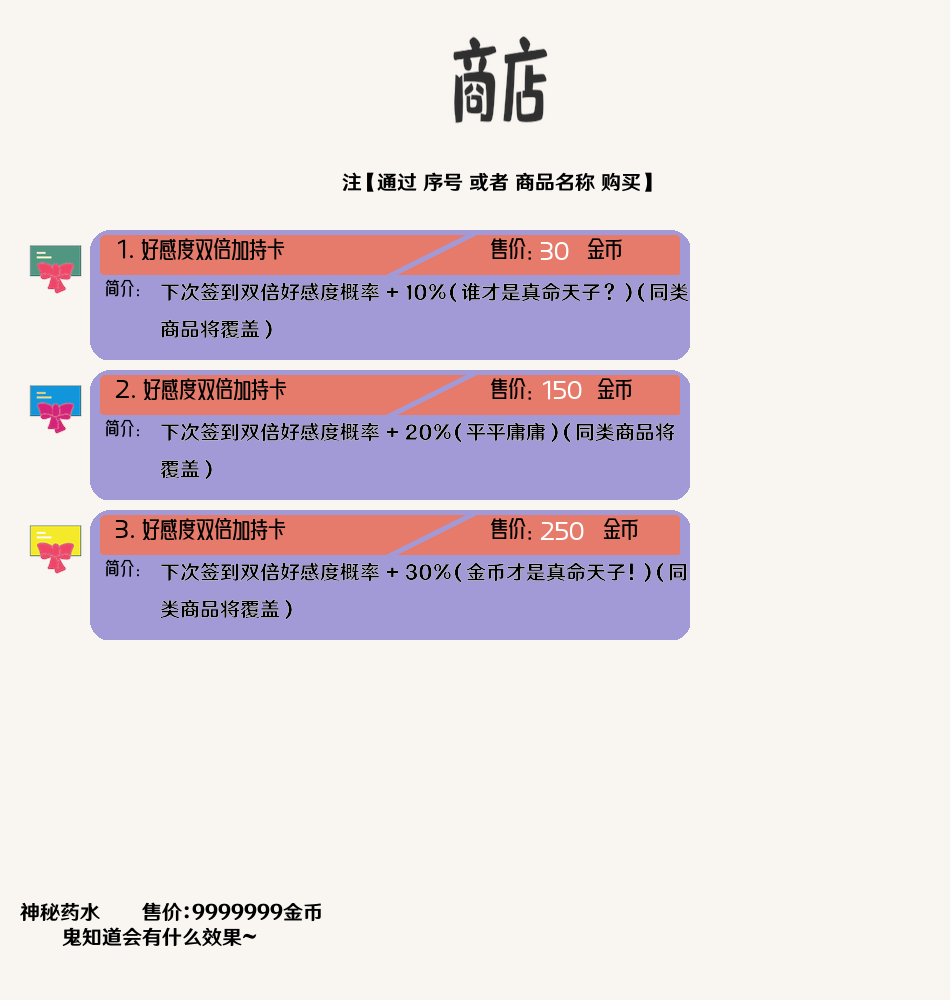 商店
注【通过 序号 或者 商品名称 购买】
1. 好感度双倍加持卡 售价: 30 金币
简介: 下次签到双倍好感度概率 + 10%(谁才是真命天子？)(同类
商品将覆盖)
2. 好感度双倍加持卡 售价: 150 金币
简介: 下次签到双倍好感度概率 + 20%(平平庸庸)(同类商品将
覆盖)
3. 好感度双倍加持卡 售价: 250 金币
简介: 下次签到双倍好感度概率 + 30%(金币才是真命天子！)(同
类商品将覆盖)
神秘药水 售价:9999999金币
鬼知道会有什么效果~